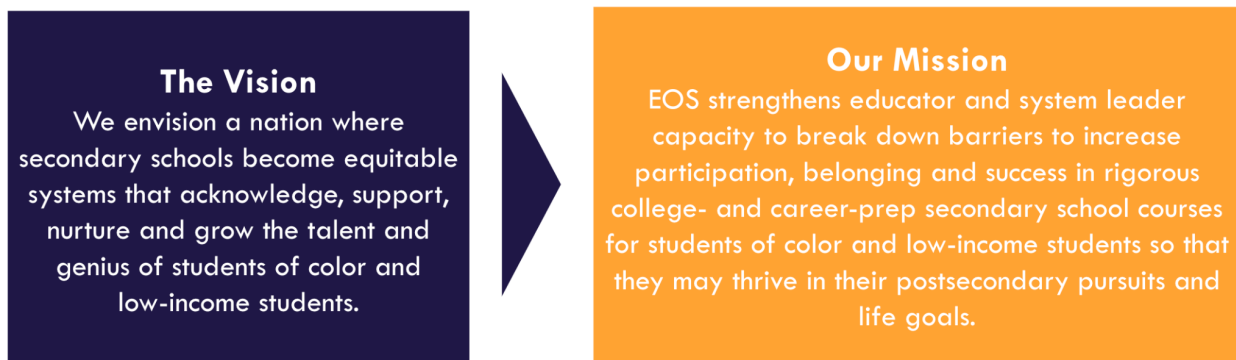 The Vision
We envision a nation where
secondary schools become equitable
systems that acknowledge, support,
nurture and grow the talent and
genius of students of color and
low-income students.
Our Mission
EOS strengthens educator and system leader
capacity to break down barriers to increase
participation, belonging and success in rigorous
college- and career-prep secondary school courses
for students of color and low-income students so that
they may thrive in their postsecondary pursuits and
life goals.